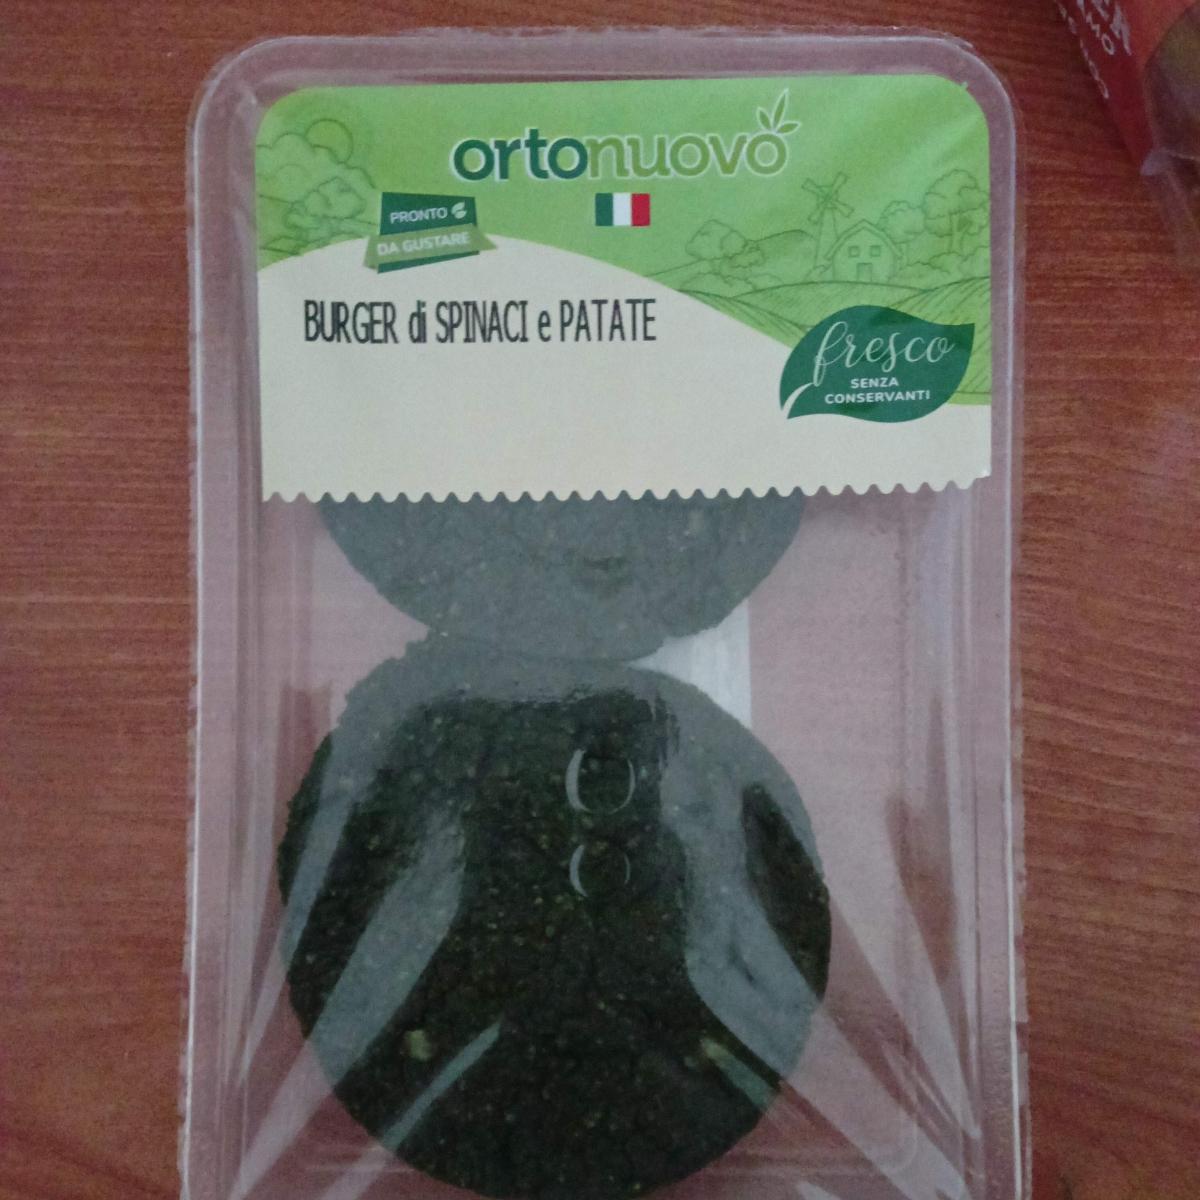 ortonuovo
PRONTO
DA GUSTARE
BURGER di SPINACI e PATATE
fresco
SENZA
CONSERVANTI